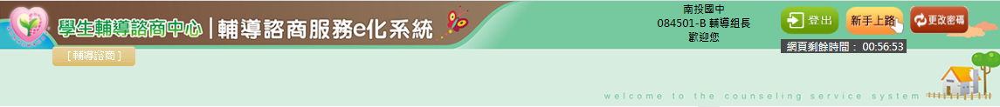 學生輔導諮商中心 | 輔導諮商服務e化系統
南投國中
084501-B 輔導組長
歡迎您
登出
新手上路
更改密碼
網頁剩餘時間： 00:56:53
[ 輔導諮商 ]
welcome to the counseling service system